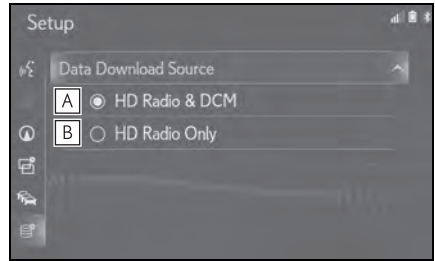 Setup
Data Download Source
A HD Radio & DCM
B HD Radio Only